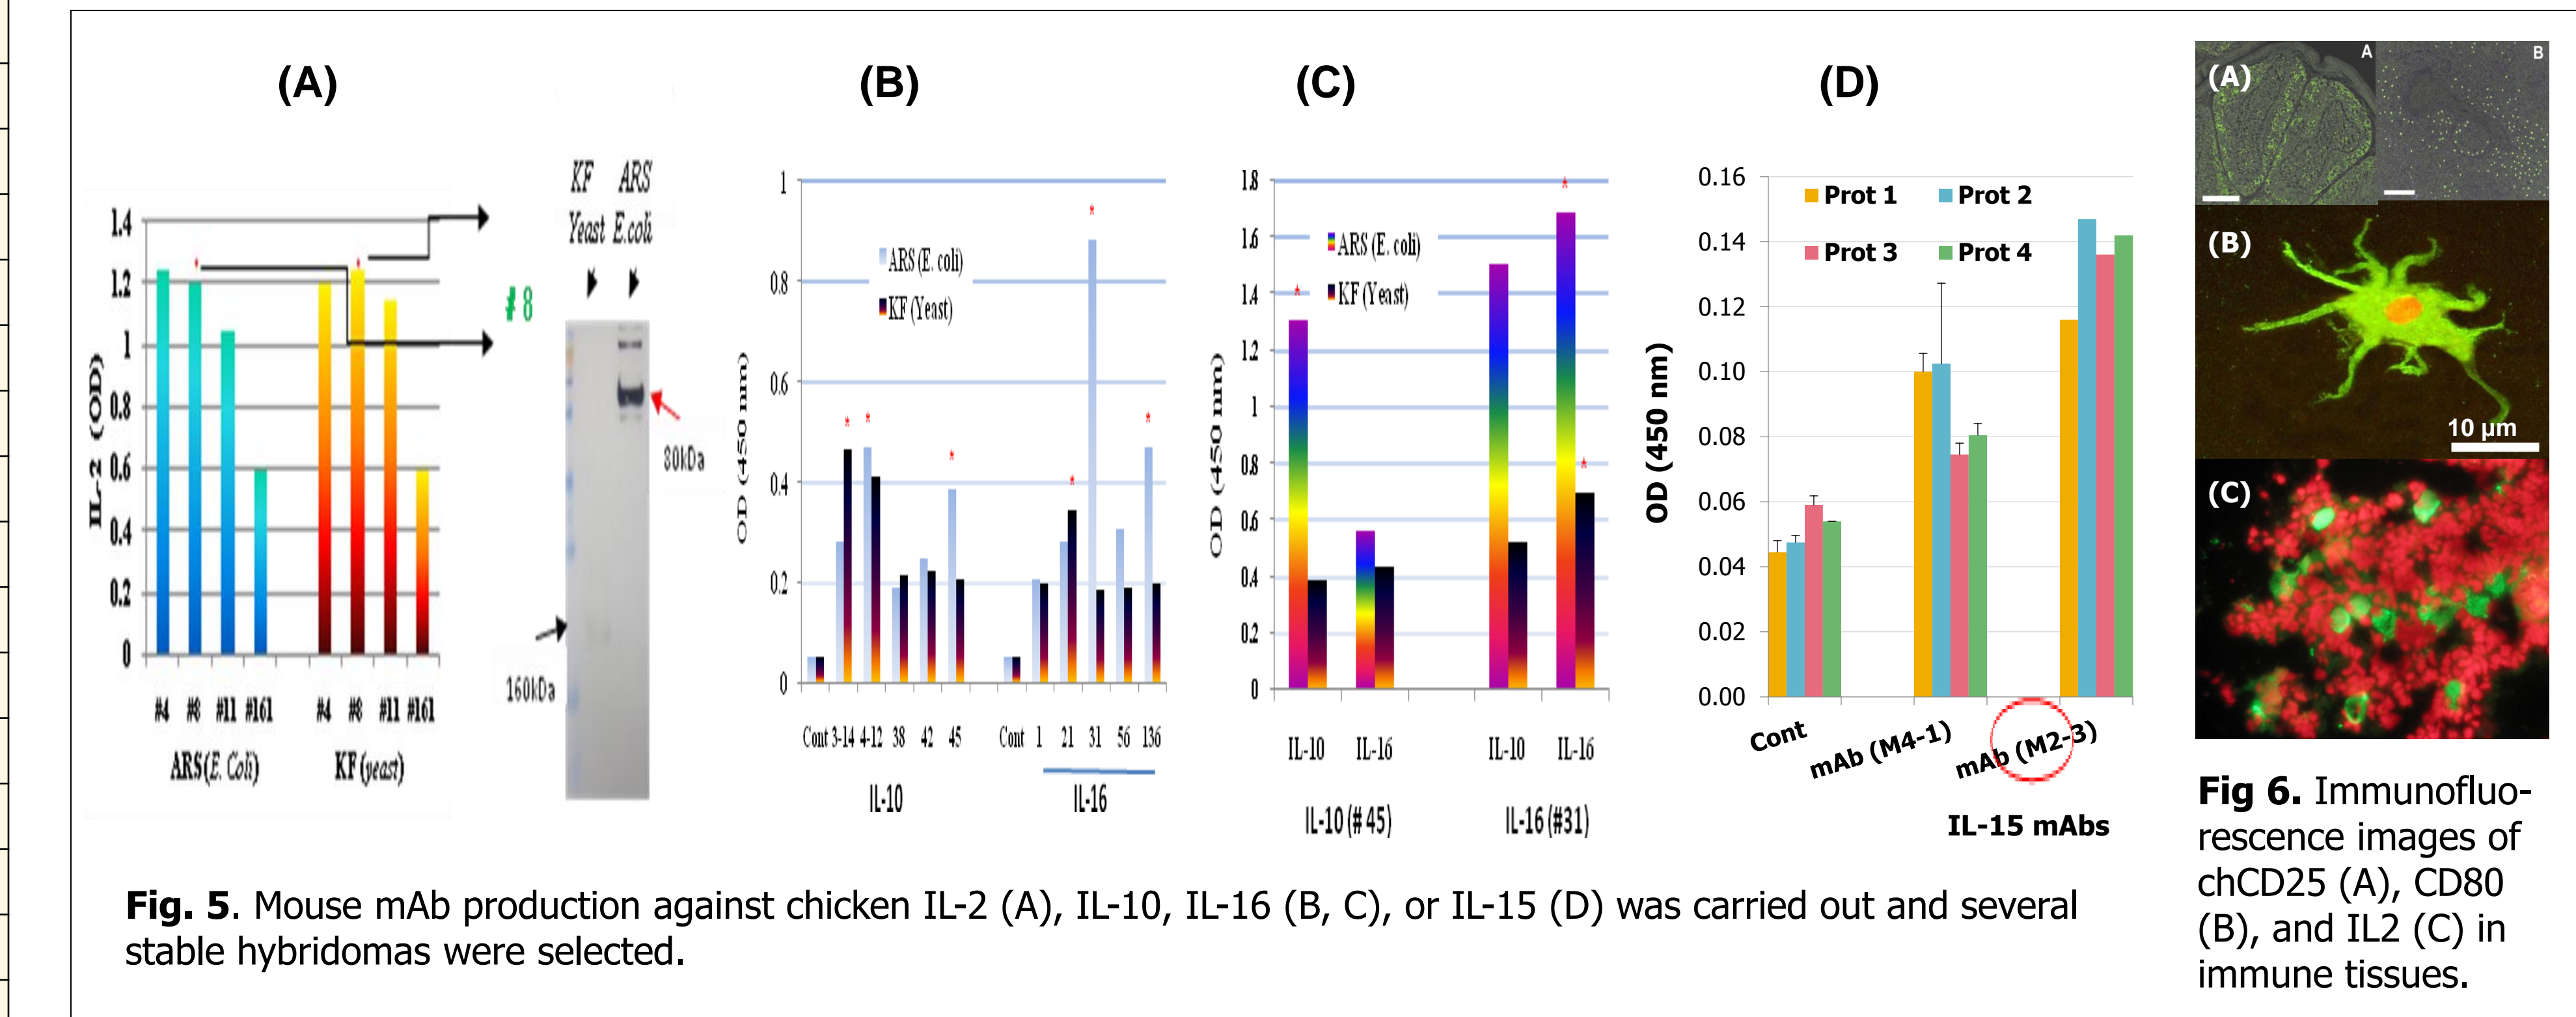 (A)
IL-2 (OD)
1.4
1.2
1
0.8
0.6
0.4
0.2
0
*
*
#4 #8 #11 #161 #4 #8 #11 #161
ARS(E. Coli) KF (yeast)
# 8
KF ARS
Yeast E.coli
80kDa
160kDa
(B)
OD (450 nm)
1
0.8
0.6
0.4
0.2
0
ARS (E. coli)
KF (Yeast)
* * * * * *
Cont 3-14 4-12 38 42 45 Cont 1 21 31 56 136
IL-10 IL-16
(C)
OD (450 nm)
1.8
1.6
1.4
1.2
1
0.8
0.6
0.4
0.2
0
ARS (E. coli)
KF (Yeast)
* * *
IL-10 IL-16 IL-10 IL-16
IL-10 (# 45) IL-16 (#31)
(D)
OD (450 nm)
0.16
0.14
0.12
0.10
0.08
0.06
0.04
0.02
0.00
Prot 1 Prot 2
Prot 3 Prot 4
Cont mAb (M4-1) mAb (M2-3)
IL-15 mAbs
Fig. 5. Mouse mAb production against chicken IL-2 (A), IL-10, IL-16 (B, C), or IL-15 (D) was carried out and several
stable hybridomas were selected.
(A) A B
(B)
10 µm
(C)
Fig 6. Immunofluo-
rescence images of
chCD25 (A), CD80
(B), and IL2 (C) in
immune tissues.